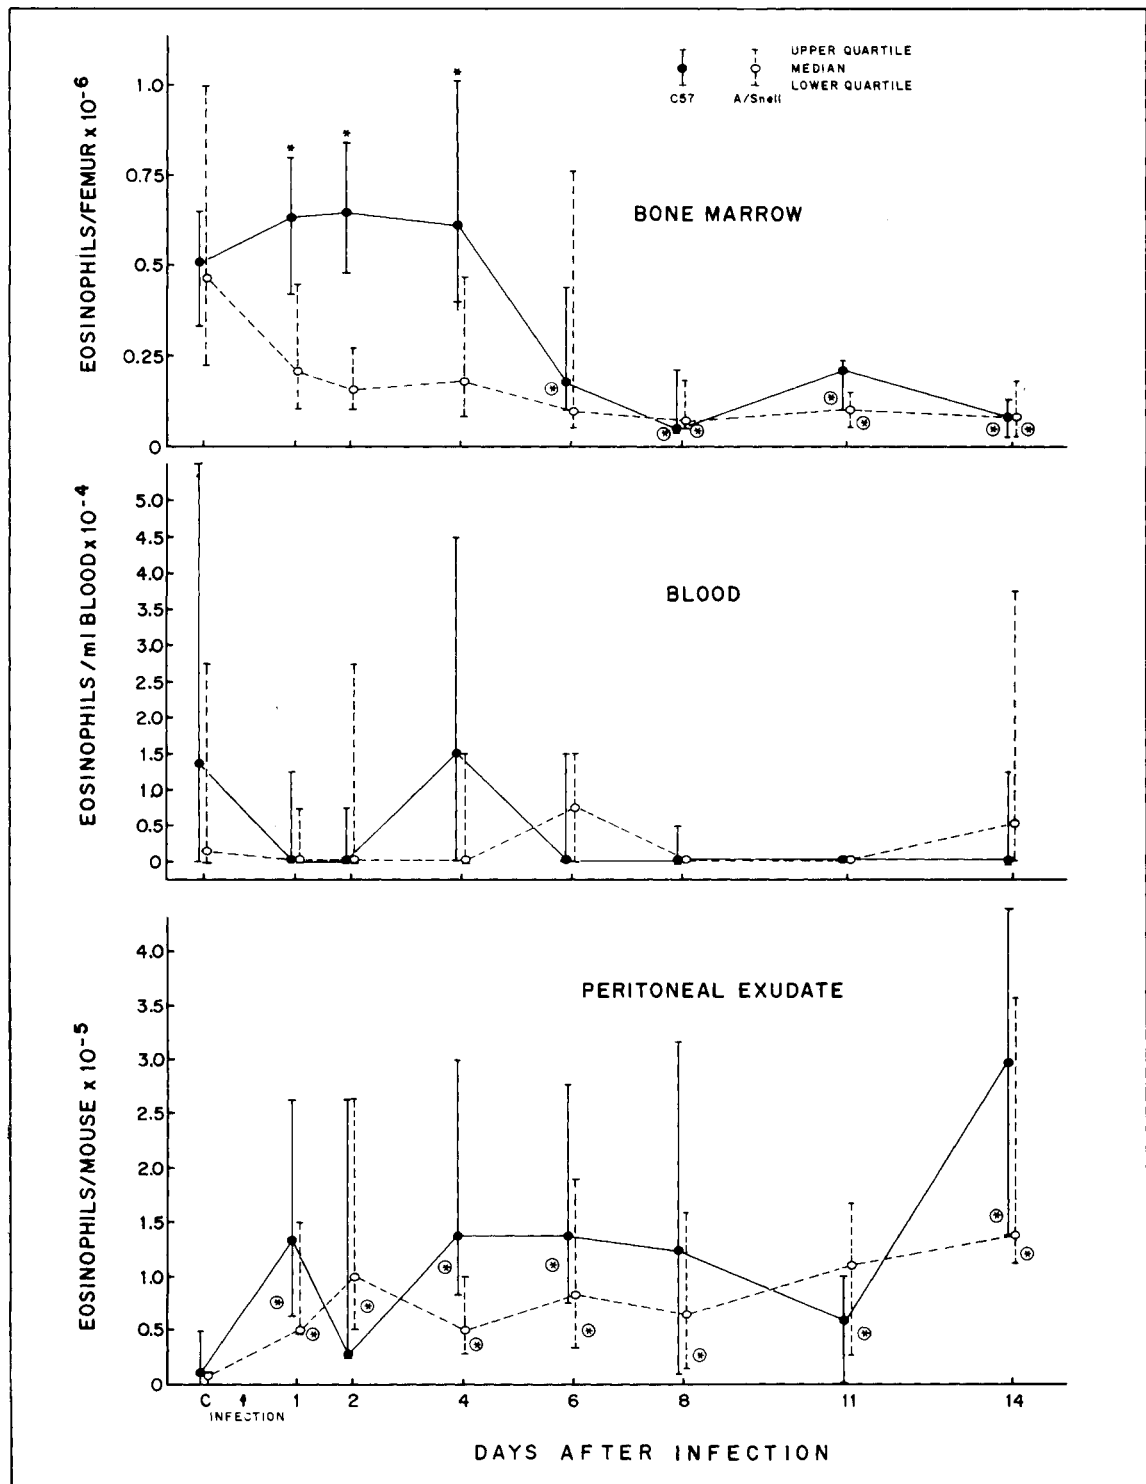 UPPER QUARTILE
MEDIAN
LOWER QUARTILE
C57 A/Snell
EOSINOPHILS/FEMUR x 10-6
1.0
0.75
0.5
0.25
0
BONE MARROW
* * *
EOSINOPHILS/ml BLOOD x 10-4
5.0
4.5
4.0
3.5
3.0
2.5
2.0
1.5
1.0
0.5
0
BLOOD
EOSINOPHILS/MOUSE x 10-5
4.0
3.5
3.0
2.5
2.0
1.5
1.0
0.5
0
PERITONEAL EXUDATE
C 1 2 4 6 8 11 14
INFECTION
DAYS AFTER INFECTION